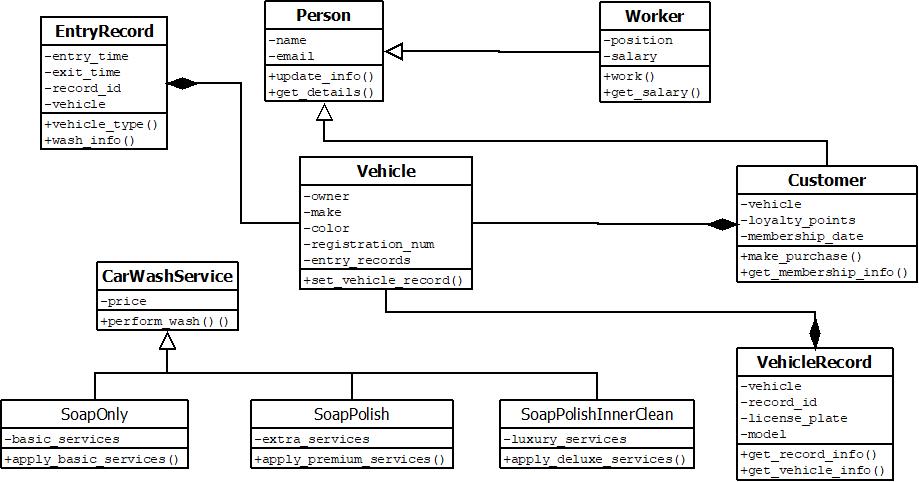 EntryRecord
-entry_time
-exit_time
-record_id
-vehicle
+vehicle_type()
+wash_info()
Person
-name
-email
+update_info()
+get_details()
Worker
-position
-salary
+work()
+get_salary()
Vehicle
-owner
-make
-color
-registration_num
-entry_records
+set_vehicle_record()
Customer
-vehicle
-loyalty_points
-membership_date
+make_purchase()
+get_membership_info()
CarWashService
-price
+perform_wash()()
SoapOnly
-basic_services
+apply_basic_services()
SoapPolish
-extra_services
+apply_premium_services()
SoapPolishInnerClean
-luxury_services
+apply_deluxe_services()
VehicleRecord
-vehicle
-record_id
-license_plate
-model
+get_record_info()
+get_vehicle_info()